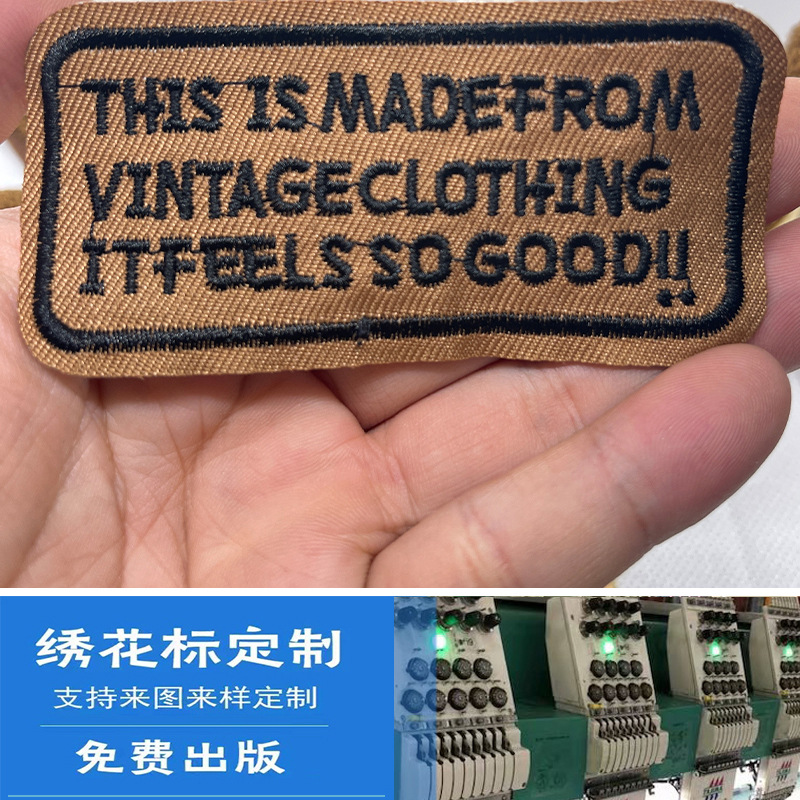 THIS IS MADE FROM
VINTAGE CLOTHING
IT FEELS SO GOOD!!
绣花标定制
支持来图来样定制
免费出版